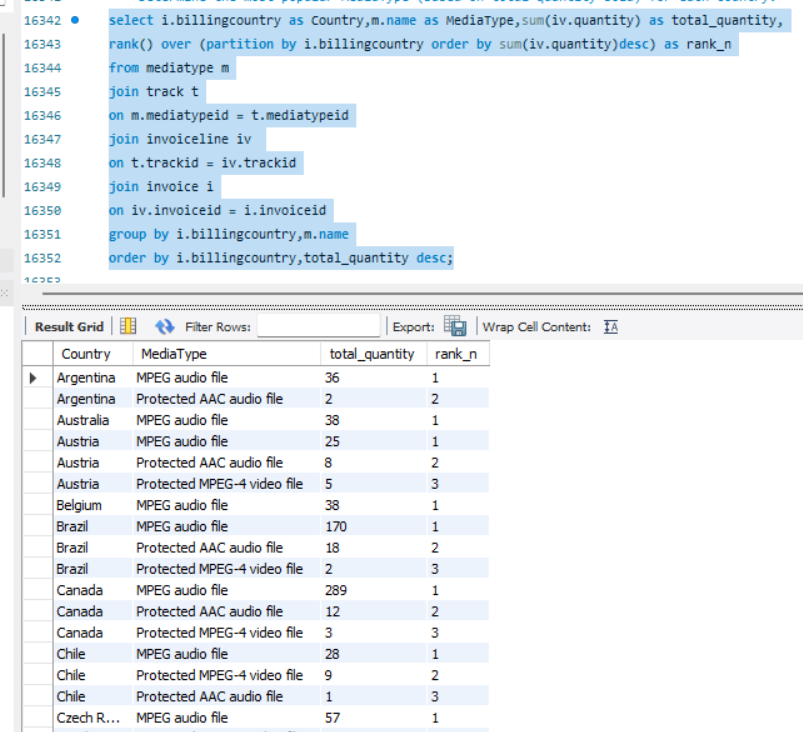 16342 select i.billingcountry as Country,m.name as MediaType,sum(iv.quantity) as total_quantity,
16343 rank() over (partition by i.billingcountry order by sum(iv.quantity)desc) as rank_n
16344 from mediatype m
16345 join track t
16346 on m.mediatypeid = t.mediatypeid
16347 join invoiceline iv
16348 on t.trackid = iv.trackid
16349 join invoice i
16350 on iv.invoiceid = i.invoiceid
16351 group by i.billingcountry,m.name
16352 order by i.billingcountry,total_quantity desc;
Result Grid Filter Rows: Export: Wrap Cell Content:
Country MediaType total_quantity rank_n
Argentina MPEG audio file 36 1
Argentina Protected AAC audio file 2 2
Australia MPEG audio file 38 1
Austria MPEG audio file 25 1
Austria Protected AAC audio file 8 2
Austria Protected MPEG-4 video file 5 3
Belgium MPEG audio file 38 1
Brazil MPEG audio file 170 1
Brazil Protected AAC audio file 18 2
Brazil Protected MPEG-4 video file 2 3
Canada MPEG audio file 289 1
Canada Protected AAC audio file 12 2
Canada Protected MPEG-4 video file 3 3
Chile MPEG audio file 28 1
Chile Protected MPEG-4 video file 9 2
Chile Protected AAC audio file 1 3
Czech R... MPEG audio file 57 1